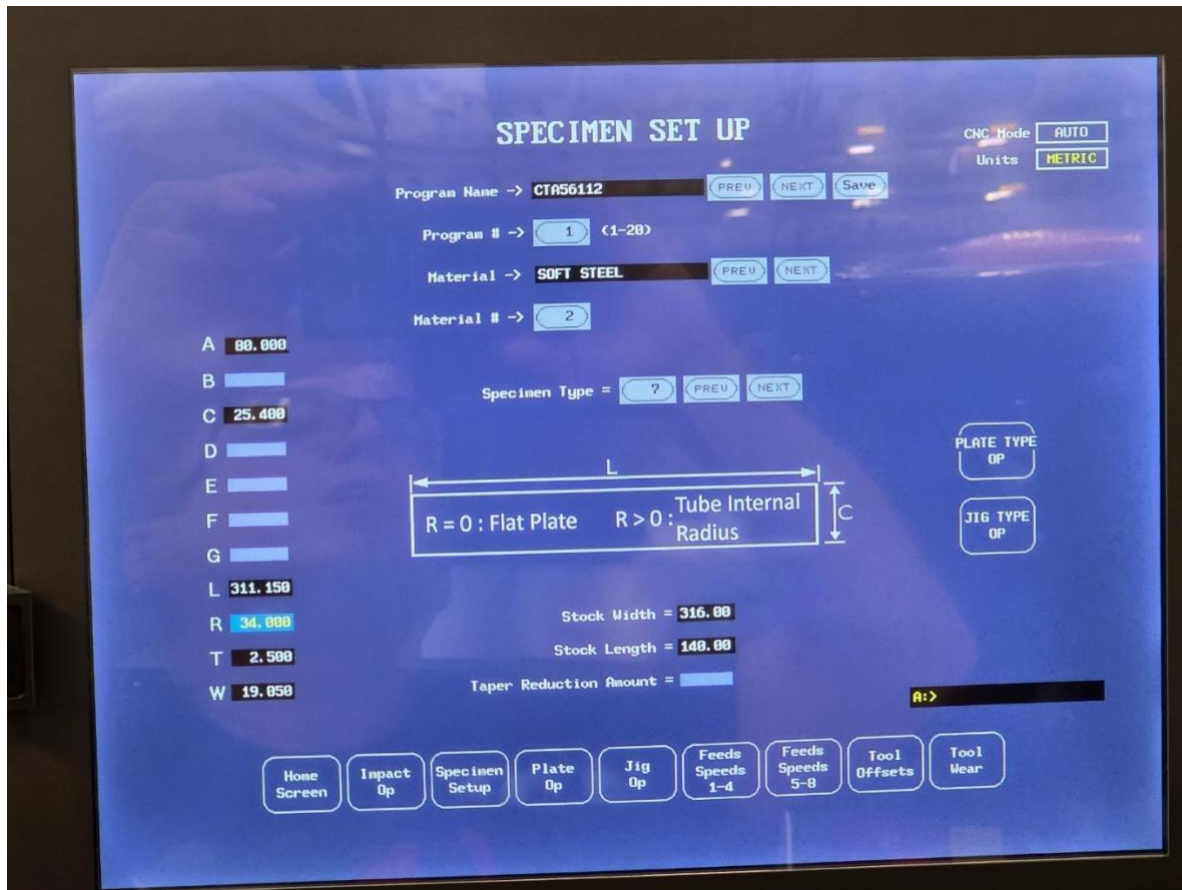 SPECIMEN SET UP
CNC Mode AUTO
Units METRIC
Program Name -> CTA56112 PREV NEXT Save
Program # -> 1 (1-20)
Material -> SOFT STEEL PREV NEXT
Material # -> 2
A 80.000
B
Specimen Type = ? PREV NEXT
C 25.400
D
E
F
G
L 311.150
R 34.000
T 2.500
W 19.050
L
R = 0 : Flat Plate R > 0 : Tube Internal
Radius
C
PLATE TYPE
OP
JIG TYPE
OP
Stock Width = 316.00
Stock Length = 140.00
Taper Reduction Amount =
A:>
Home
Screen
Impact
Op
Specimen
Setup
Plate
Op
Jig
Op
Feeds
Speeds
1-4
Feeds
Speeds
5-8
Tool
Offsets
Tool
Wear